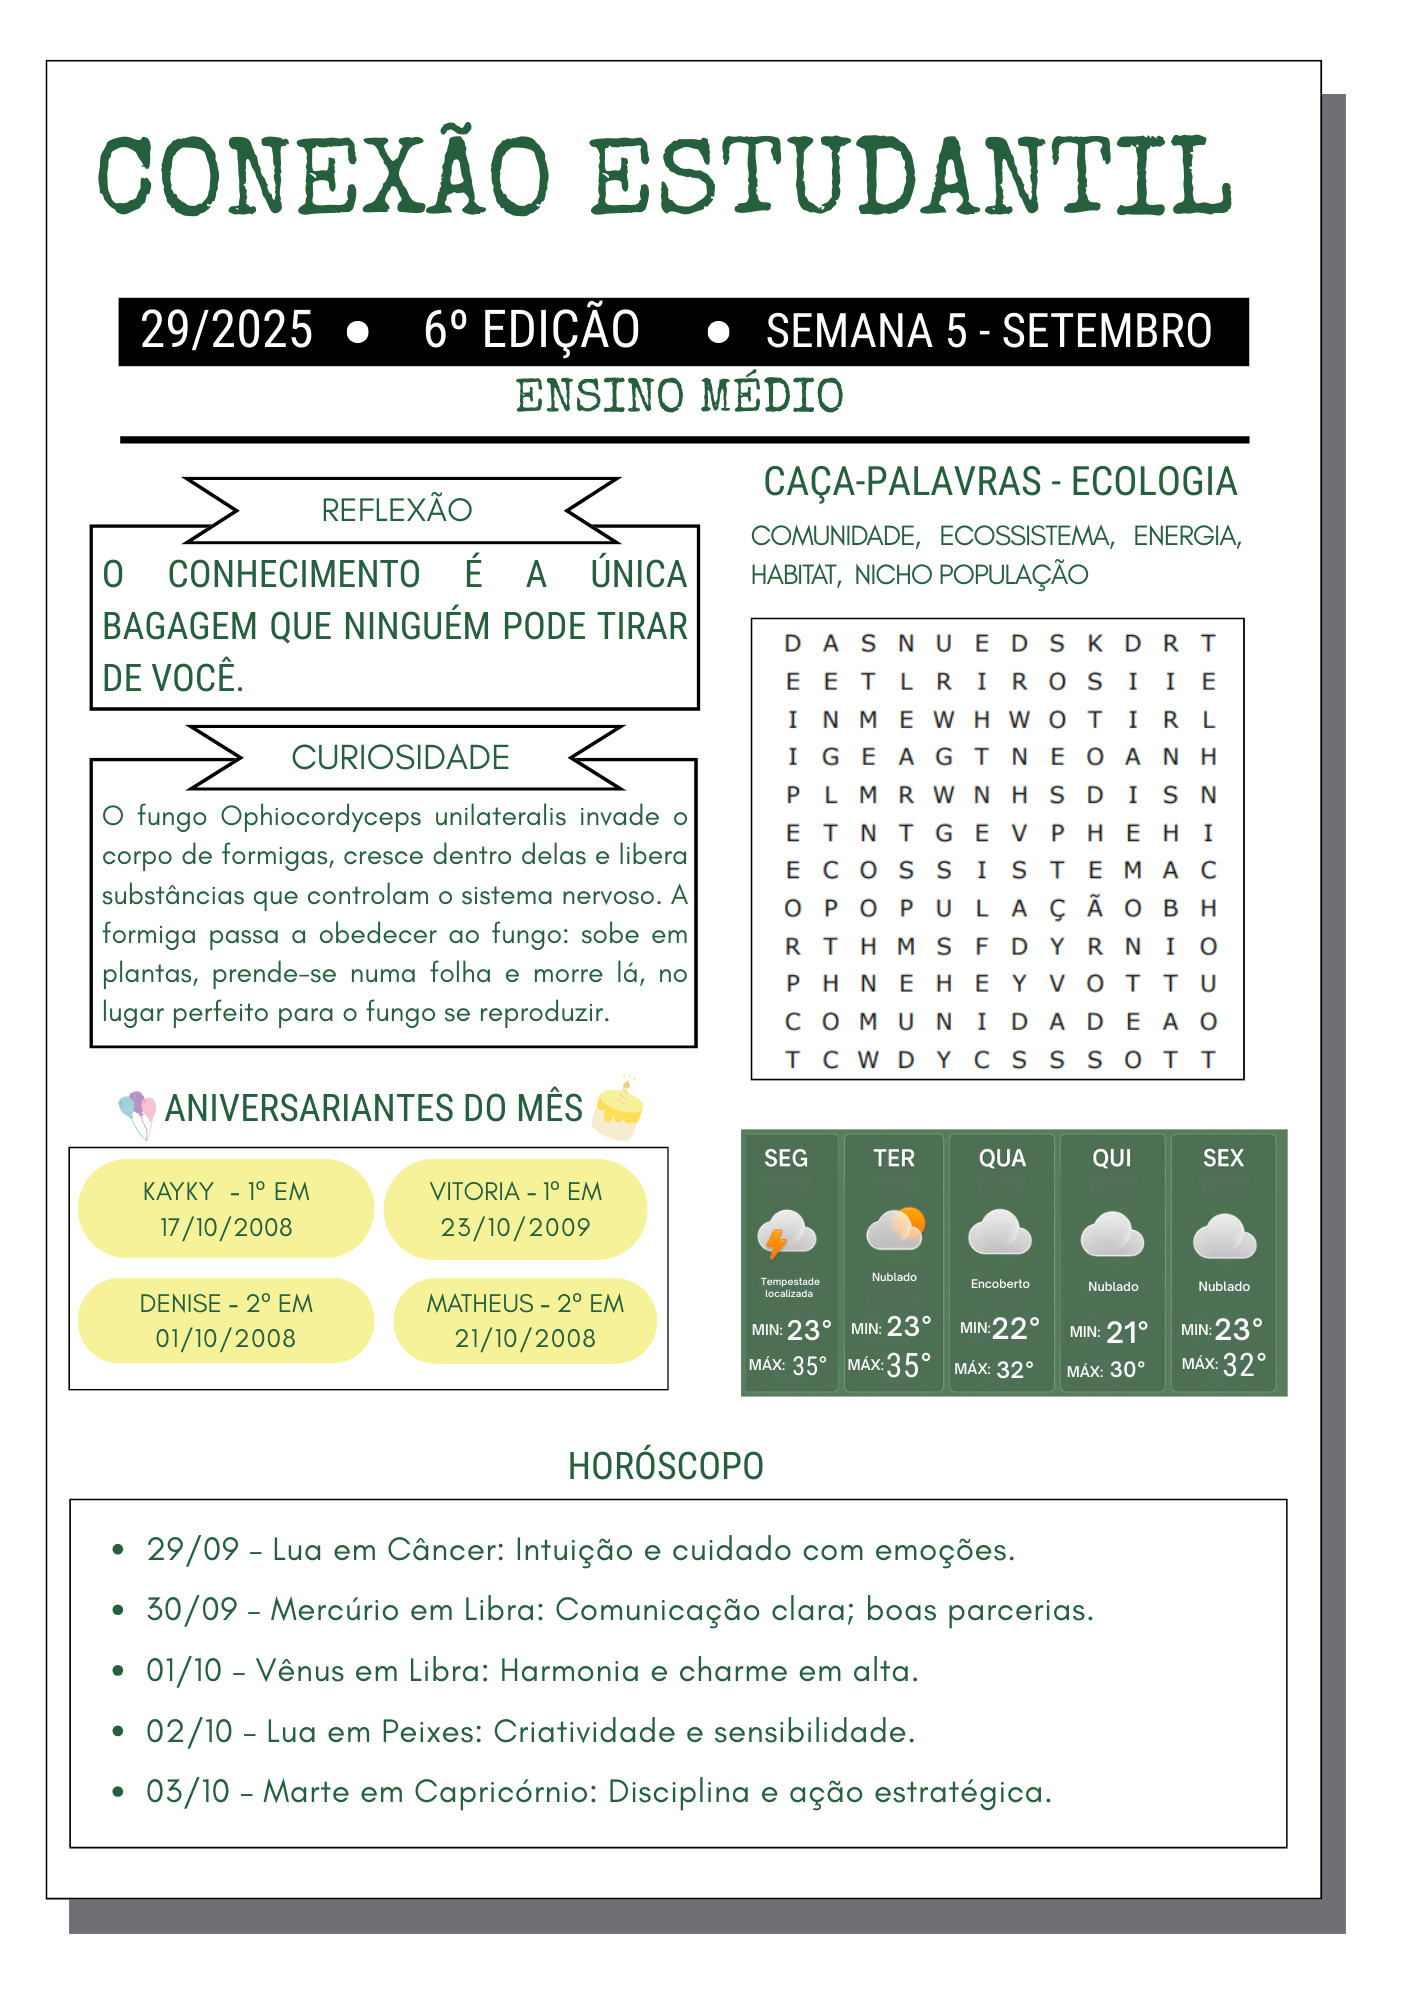 CONEXÃO ESTUDANTIL
29/2025 • 6º EDIÇÃO • SEMANA 5 - SETEMBRO
ENSINO MÉDIO
REFLEXÃO
O CONHECIMENTO É A ÚNICA
BAGAGEM QUE NINGUÉM PODE TIRAR
DE VOCÊ.
CURIOSIDADE
O fungo Ophiocordyceps unilateralis invade o
corpo de formigas, cresce dentro delas e libera
substâncias que controlam o sistema nervoso. A
formiga passa a obedecer ao fungo: sobe em
plantas, prende-se numa folha e morre lá, no
lugar perfeito para o fungo se reproduzir.
CAÇA-PALAVRAS - ECOLOGIA
COMUNIDADE, ECOSSISTEMA, ENERGIA,
HABITAT, NICHO POPULAÇÃO
D A S N U E D S K D R T
E E T L R I R O S I I E
I N M E W H W O T I R L
I G E A G T N E O A N H
P L M R W N H S D I S N
E T N T G E V P H E H I
E C O S S I S T E M A C
O P O P U L A Ç Ã O B H
R T H M S F D Y R N I O
P H N E H E Y V O T T U
C O M U N I D A D E A O
T C W D Y C S S S O T T
ANIVERSARIANTES DO MÊS
KAYKY - 1º EM
17/10/2008
VITORIA - 1º EM
23/10/2009
DENISE - 2º EM
01/10/2008
MATHEUS - 2º EM
21/10/2008
SEG
Tempestade
localizada
MIN: 23°
MÁX: 35°
TER
Nublado
MIN: 23°
MÁX: 35°
QUA
Encoberto
MIN: 22°
MÁX: 32°
QUI
Nublado
MIN: 21°
MÁX: 30°
SEX
Nublado
MIN: 23°
MÁX: 32°
HORÓSCOPO
• 29/09 – Lua em Câncer: Intuição e cuidado com emoções.
• 30/09 – Mercúrio em Libra: Comunicação clara; boas parcerias.
• 01/10 – Vênus em Libra: Harmonia e charme em alta.
• 02/10 – Lua em Peixes: Criatividade e sensibilidade.
• 03/10 – Marte em Capricórnio: Disciplina e ação estratégica.